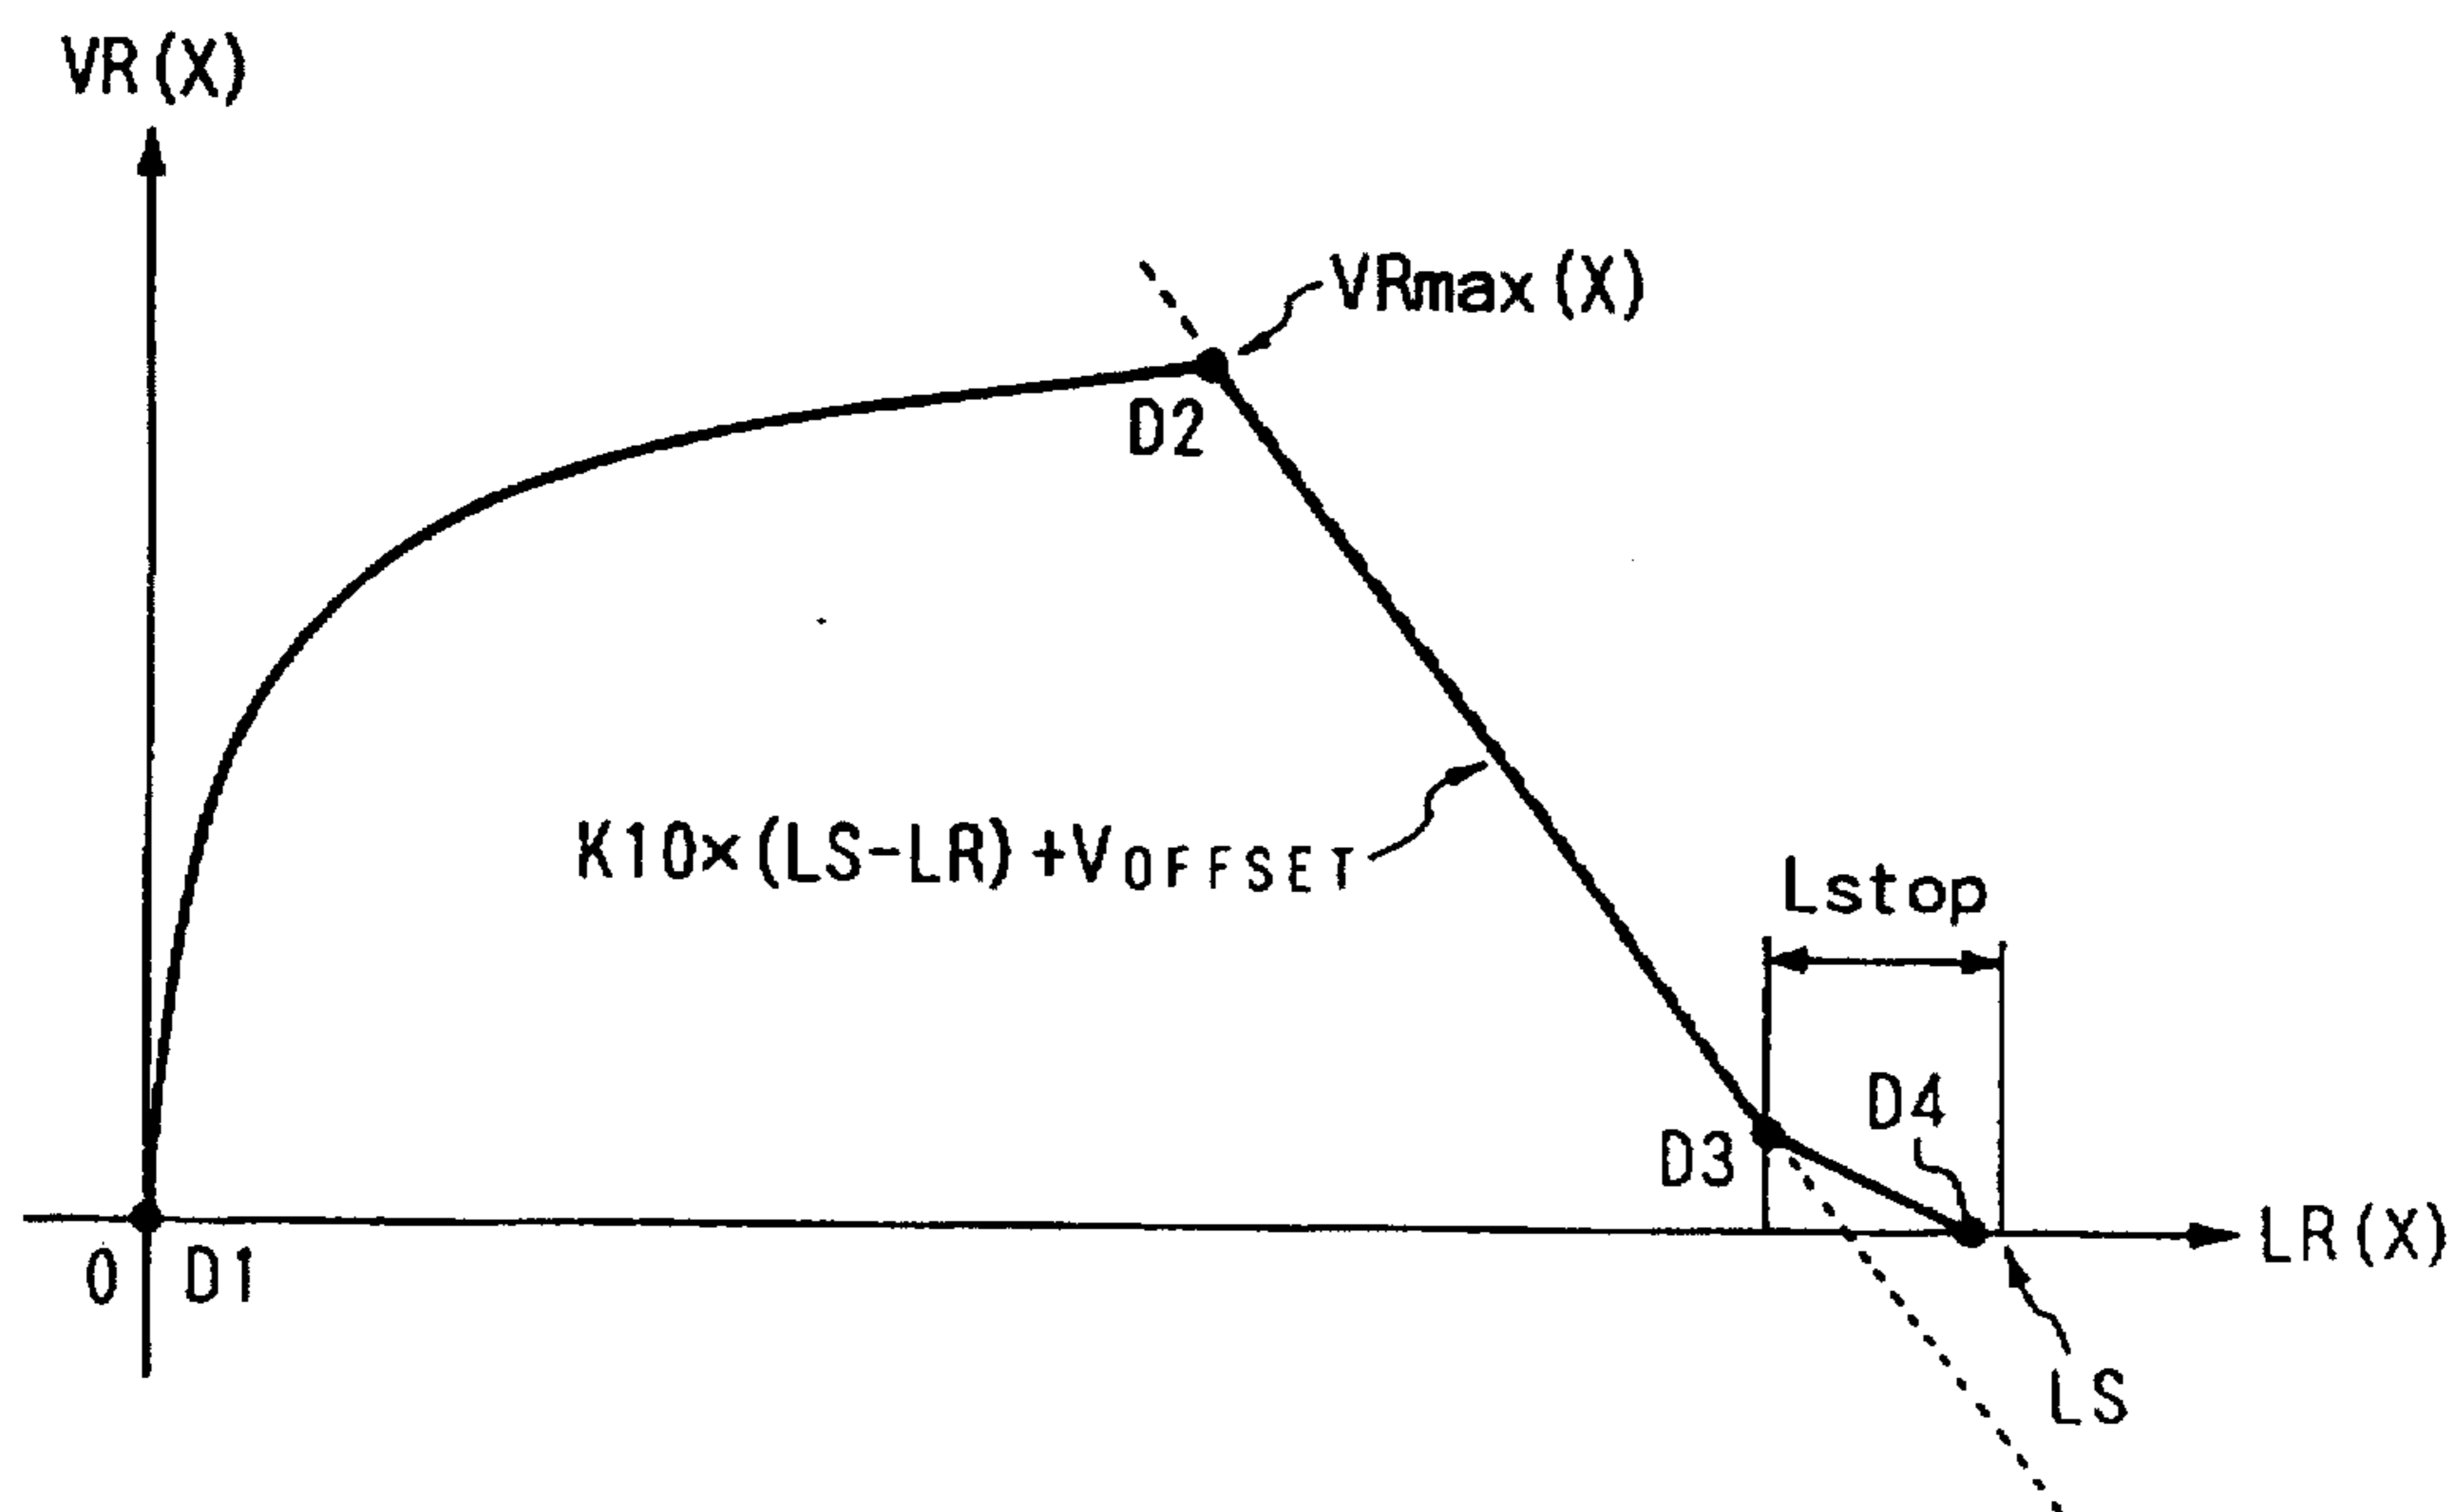 VR(X)
VRmax(X)
D2
K10×(LS-LR)+VOFFSET
Lstop
D4
D3
LR(X)
0
D1
LS